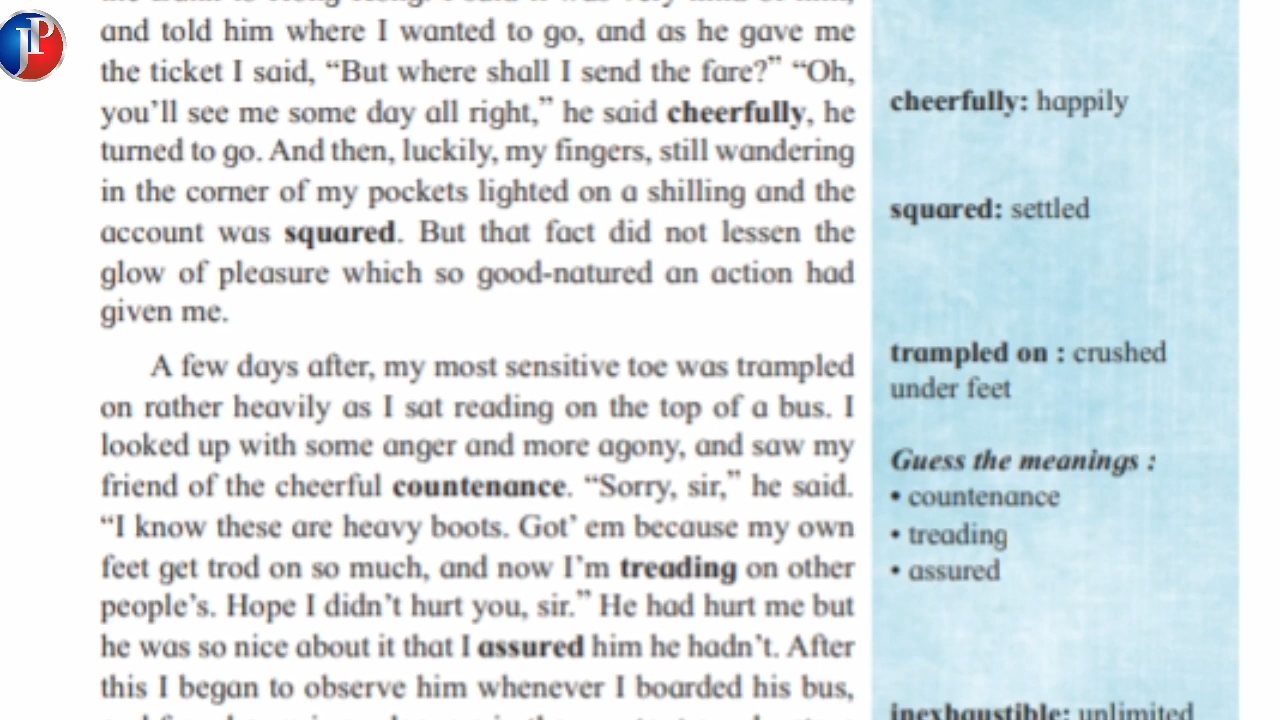 and told him where I wanted to go, and as he gave me
the ticket I said, “But where shall I send the fare?” “Oh,
you’ll see me some day all right,” he said cheerfully, he
turned to go. And then, luckily, my fingers, still wandering
in the corner of my pockets lighted on a shilling and the
account was squared. But that fact did not lessen the
glow of pleasure which so good-natured an action had
given me.
A few days after, my most sensitive toe was trampled
on rather heavily as I sat reading on the top of a bus. I
looked up with some anger and more agony, and saw my
friend of the cheerful countenance. “Sorry, sir,” he said.
“I know these are heavy boots. Got’ em because my own
feet get trod on so much, and now I’m treading on other
people’s. Hope I didn’t hurt you, sir.” He had hurt me but
he was so nice about it that I assured him he hadn’t. After
this I began to observe him whenever I boarded his bus,
cheerfully: happily
squared: settled
trampled on : crushed
under feet
Guess the meanings :
• countenance
• treading
• assured
inexhaustible: unlimited
JP